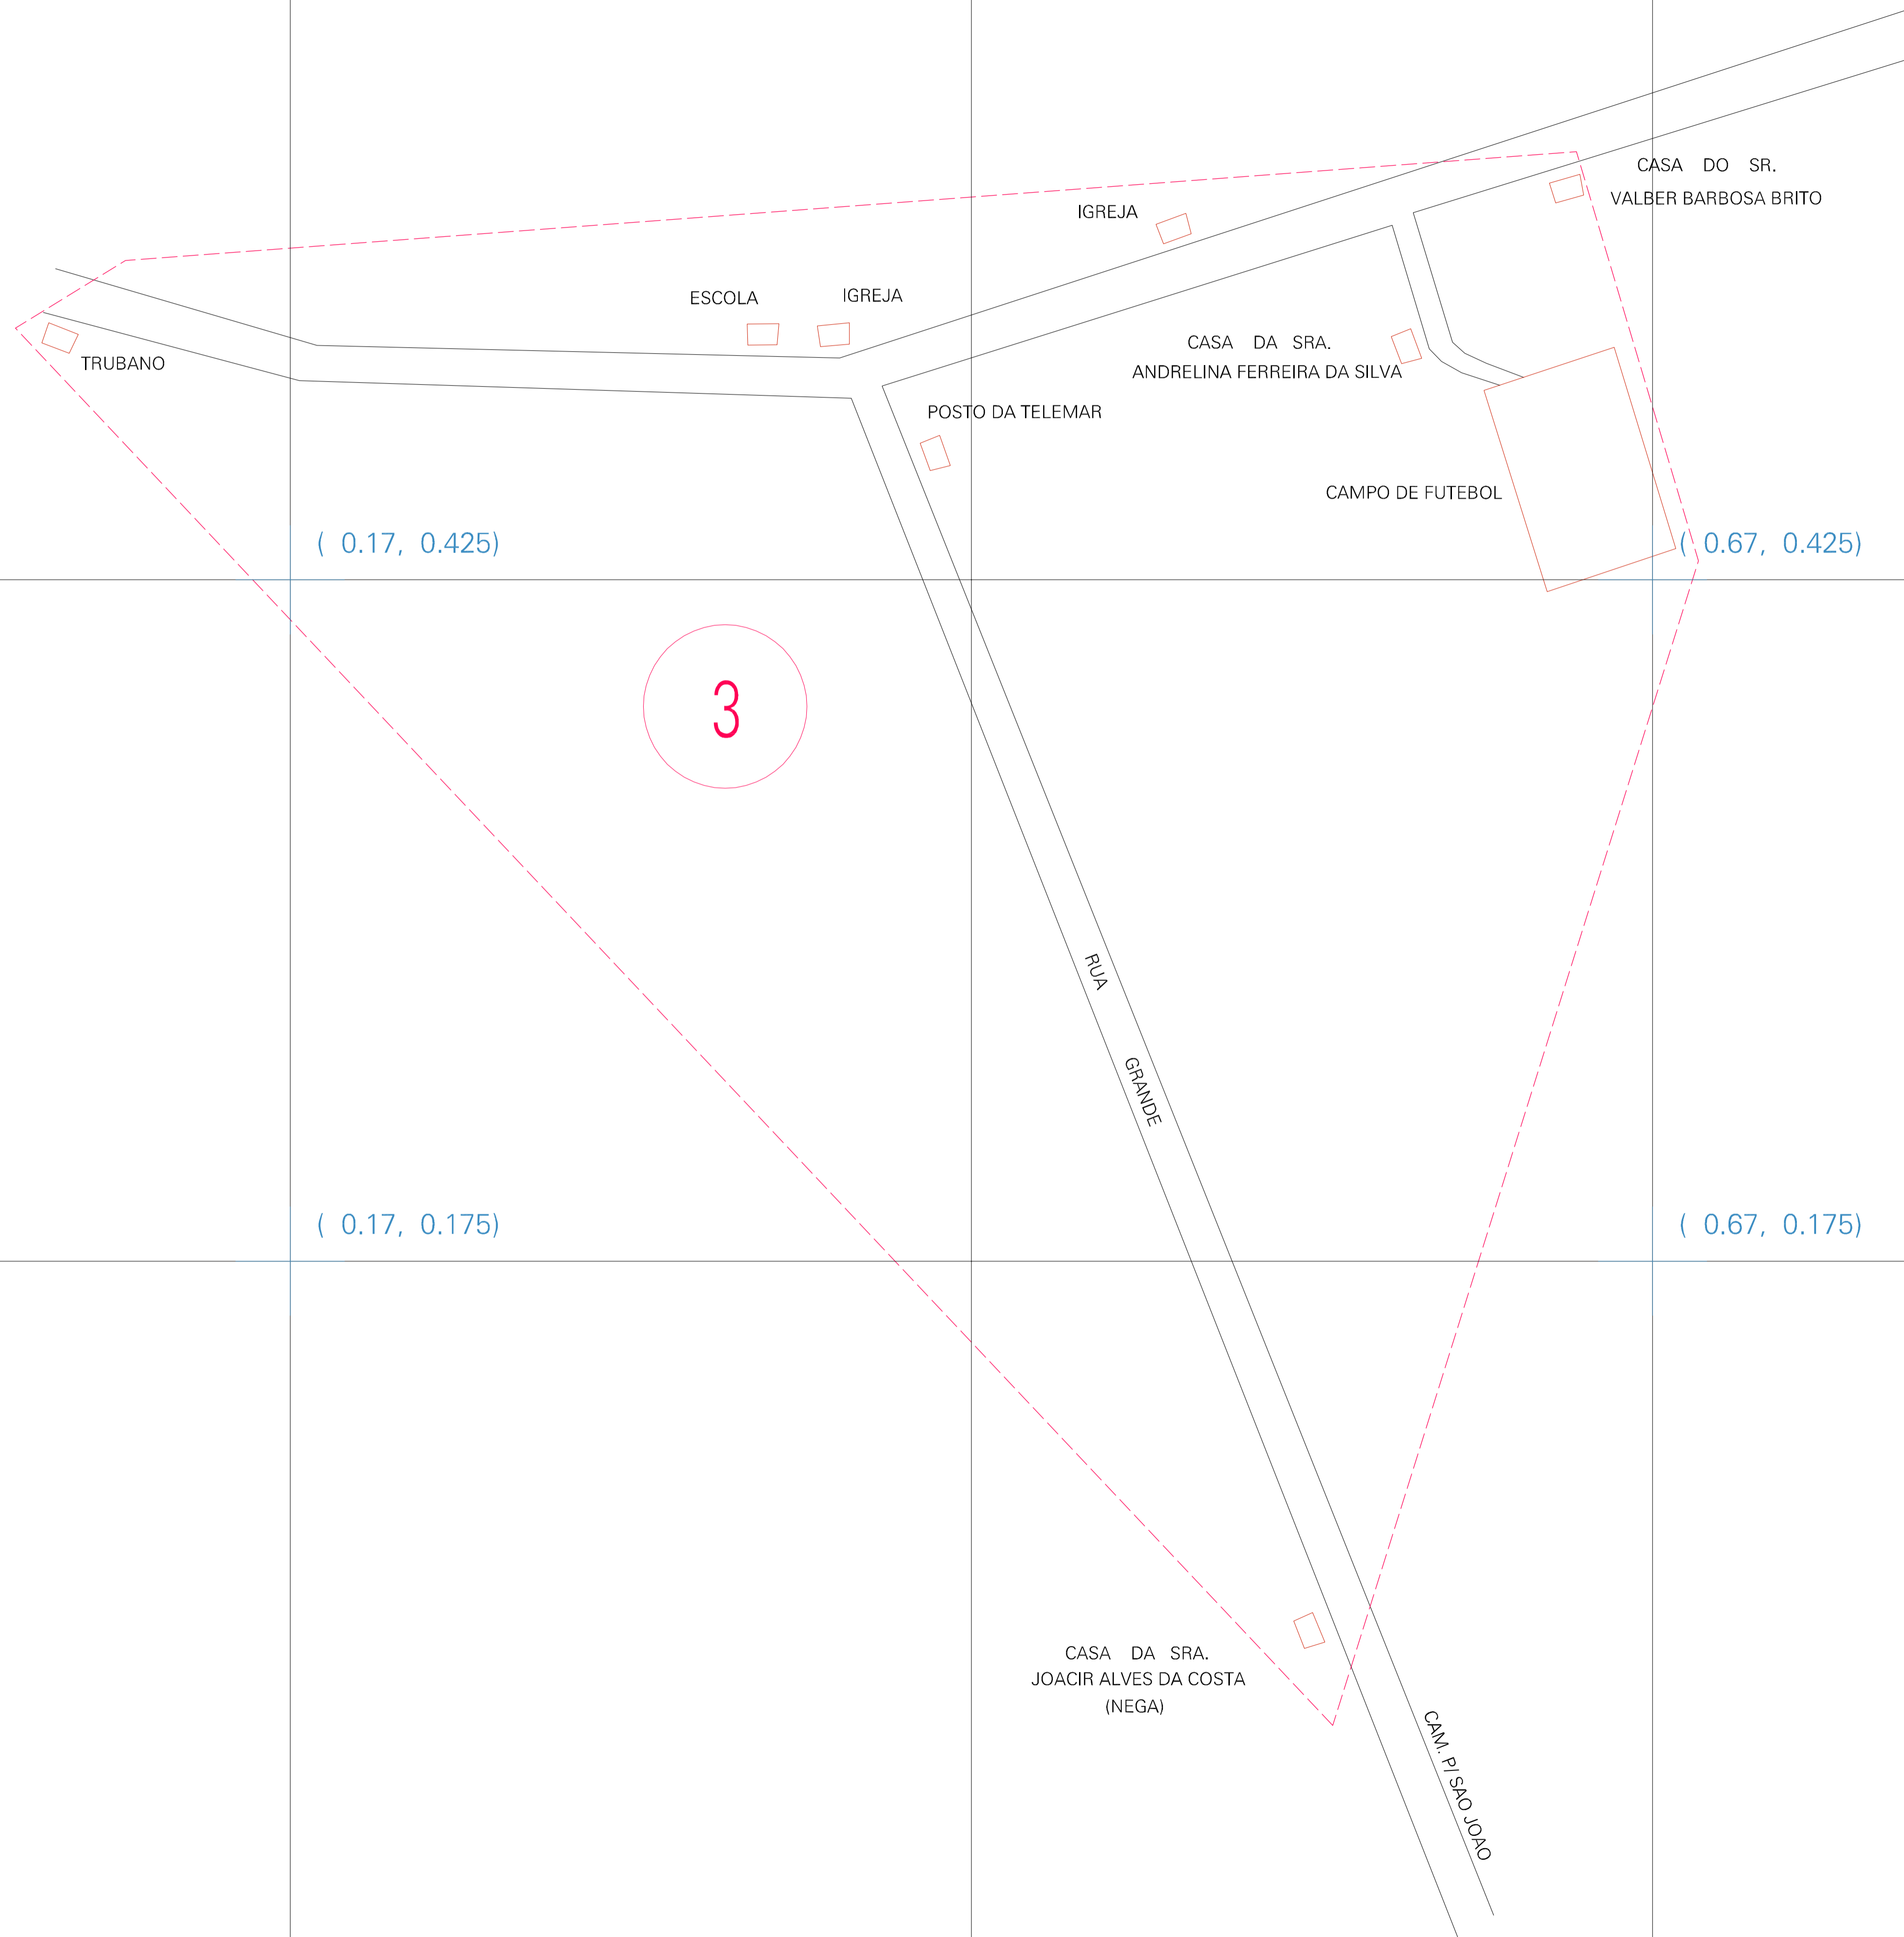 CASA DO SR.
VALBER BARBOSA BRITO
IGREJA
ESCOLA
IGREJA
TRUBANO
CASA DA SRA.
ANDRELINA FERREIRA DA SILVA
POSTO DA TELEMAR
CAMPO DE FUTEBOL
( 0.17, 0.425)
( 0.67, 0.425)
3
RUA
GRANDE
( 0.17, 0.175)
( 0.67, 0.175)
CASA DA SRA.
JOACIR ALVES DA COSTA
(NEGA)
CAM. P/ SAO JOAO